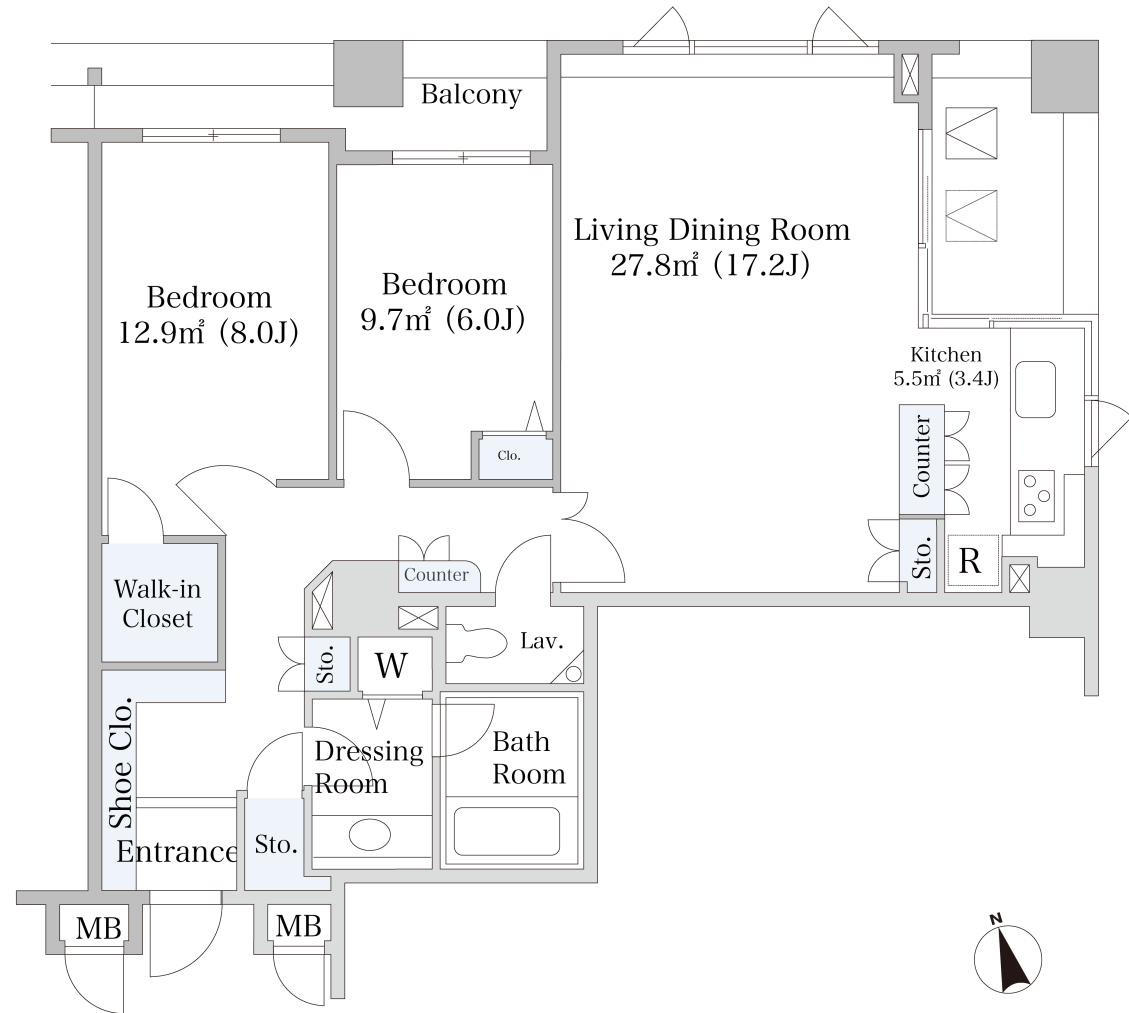 Balcony
Living Dining Room
27.8㎡ (17.2J)
Bedroom
12.9㎡ (8.0J)
Bedroom
9.7㎡ (6.0J)
Kitchen
5.5㎡ (3.4J)
Clo.
Counter
Sto.
R
Walk-in
Closet
Counter
Sto.
W
Lav.
Shoe Clo.
Dressing
Room
Bath
Room
Entrance
Sto.
MB
MB
N